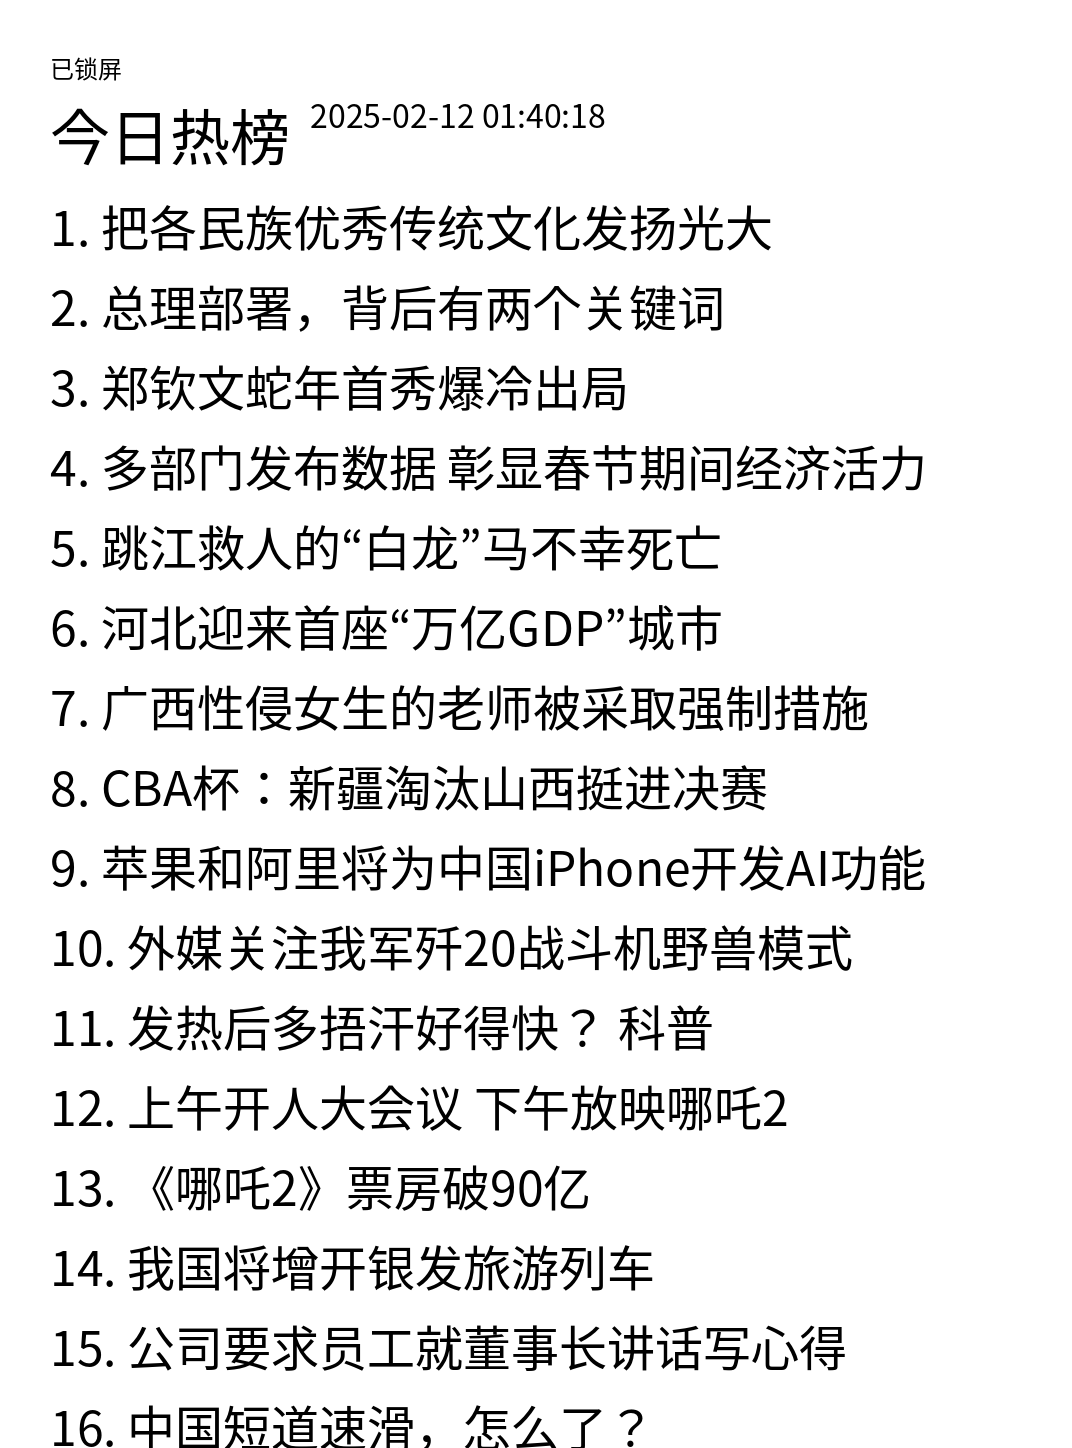 已锁屏
今日热榜 2025-02-12 01:40:18
1. 把各民族优秀传统文化发扬光大
2. 总理部署，背后有两个关键词
3. 郑钦文蛇年首秀爆冷出局
4. 多部门发布数据 彰显春节期间经济活力
5. 跳江救人的“白龙”马不幸死亡
6. 河北迎来首座“万亿GDP”城市
7. 广西性侵女生的老师被采取强制措施
8. CBA杯：新疆淘汰山西挺进决赛
9. 苹果和阿里将为中国iPhone开发AI功能
10. 外媒关注我军歼20战斗机野兽模式
11. 发热后多捂汗好得快？ 科普
12. 上午开人大会议 下午放映哪吒2
13. 《哪吒2》票房破90亿
14. 我国将增开银发旅游列车
15. 公司要求员工就董事长讲话写心得
16. 中国短道速滑，怎么了？